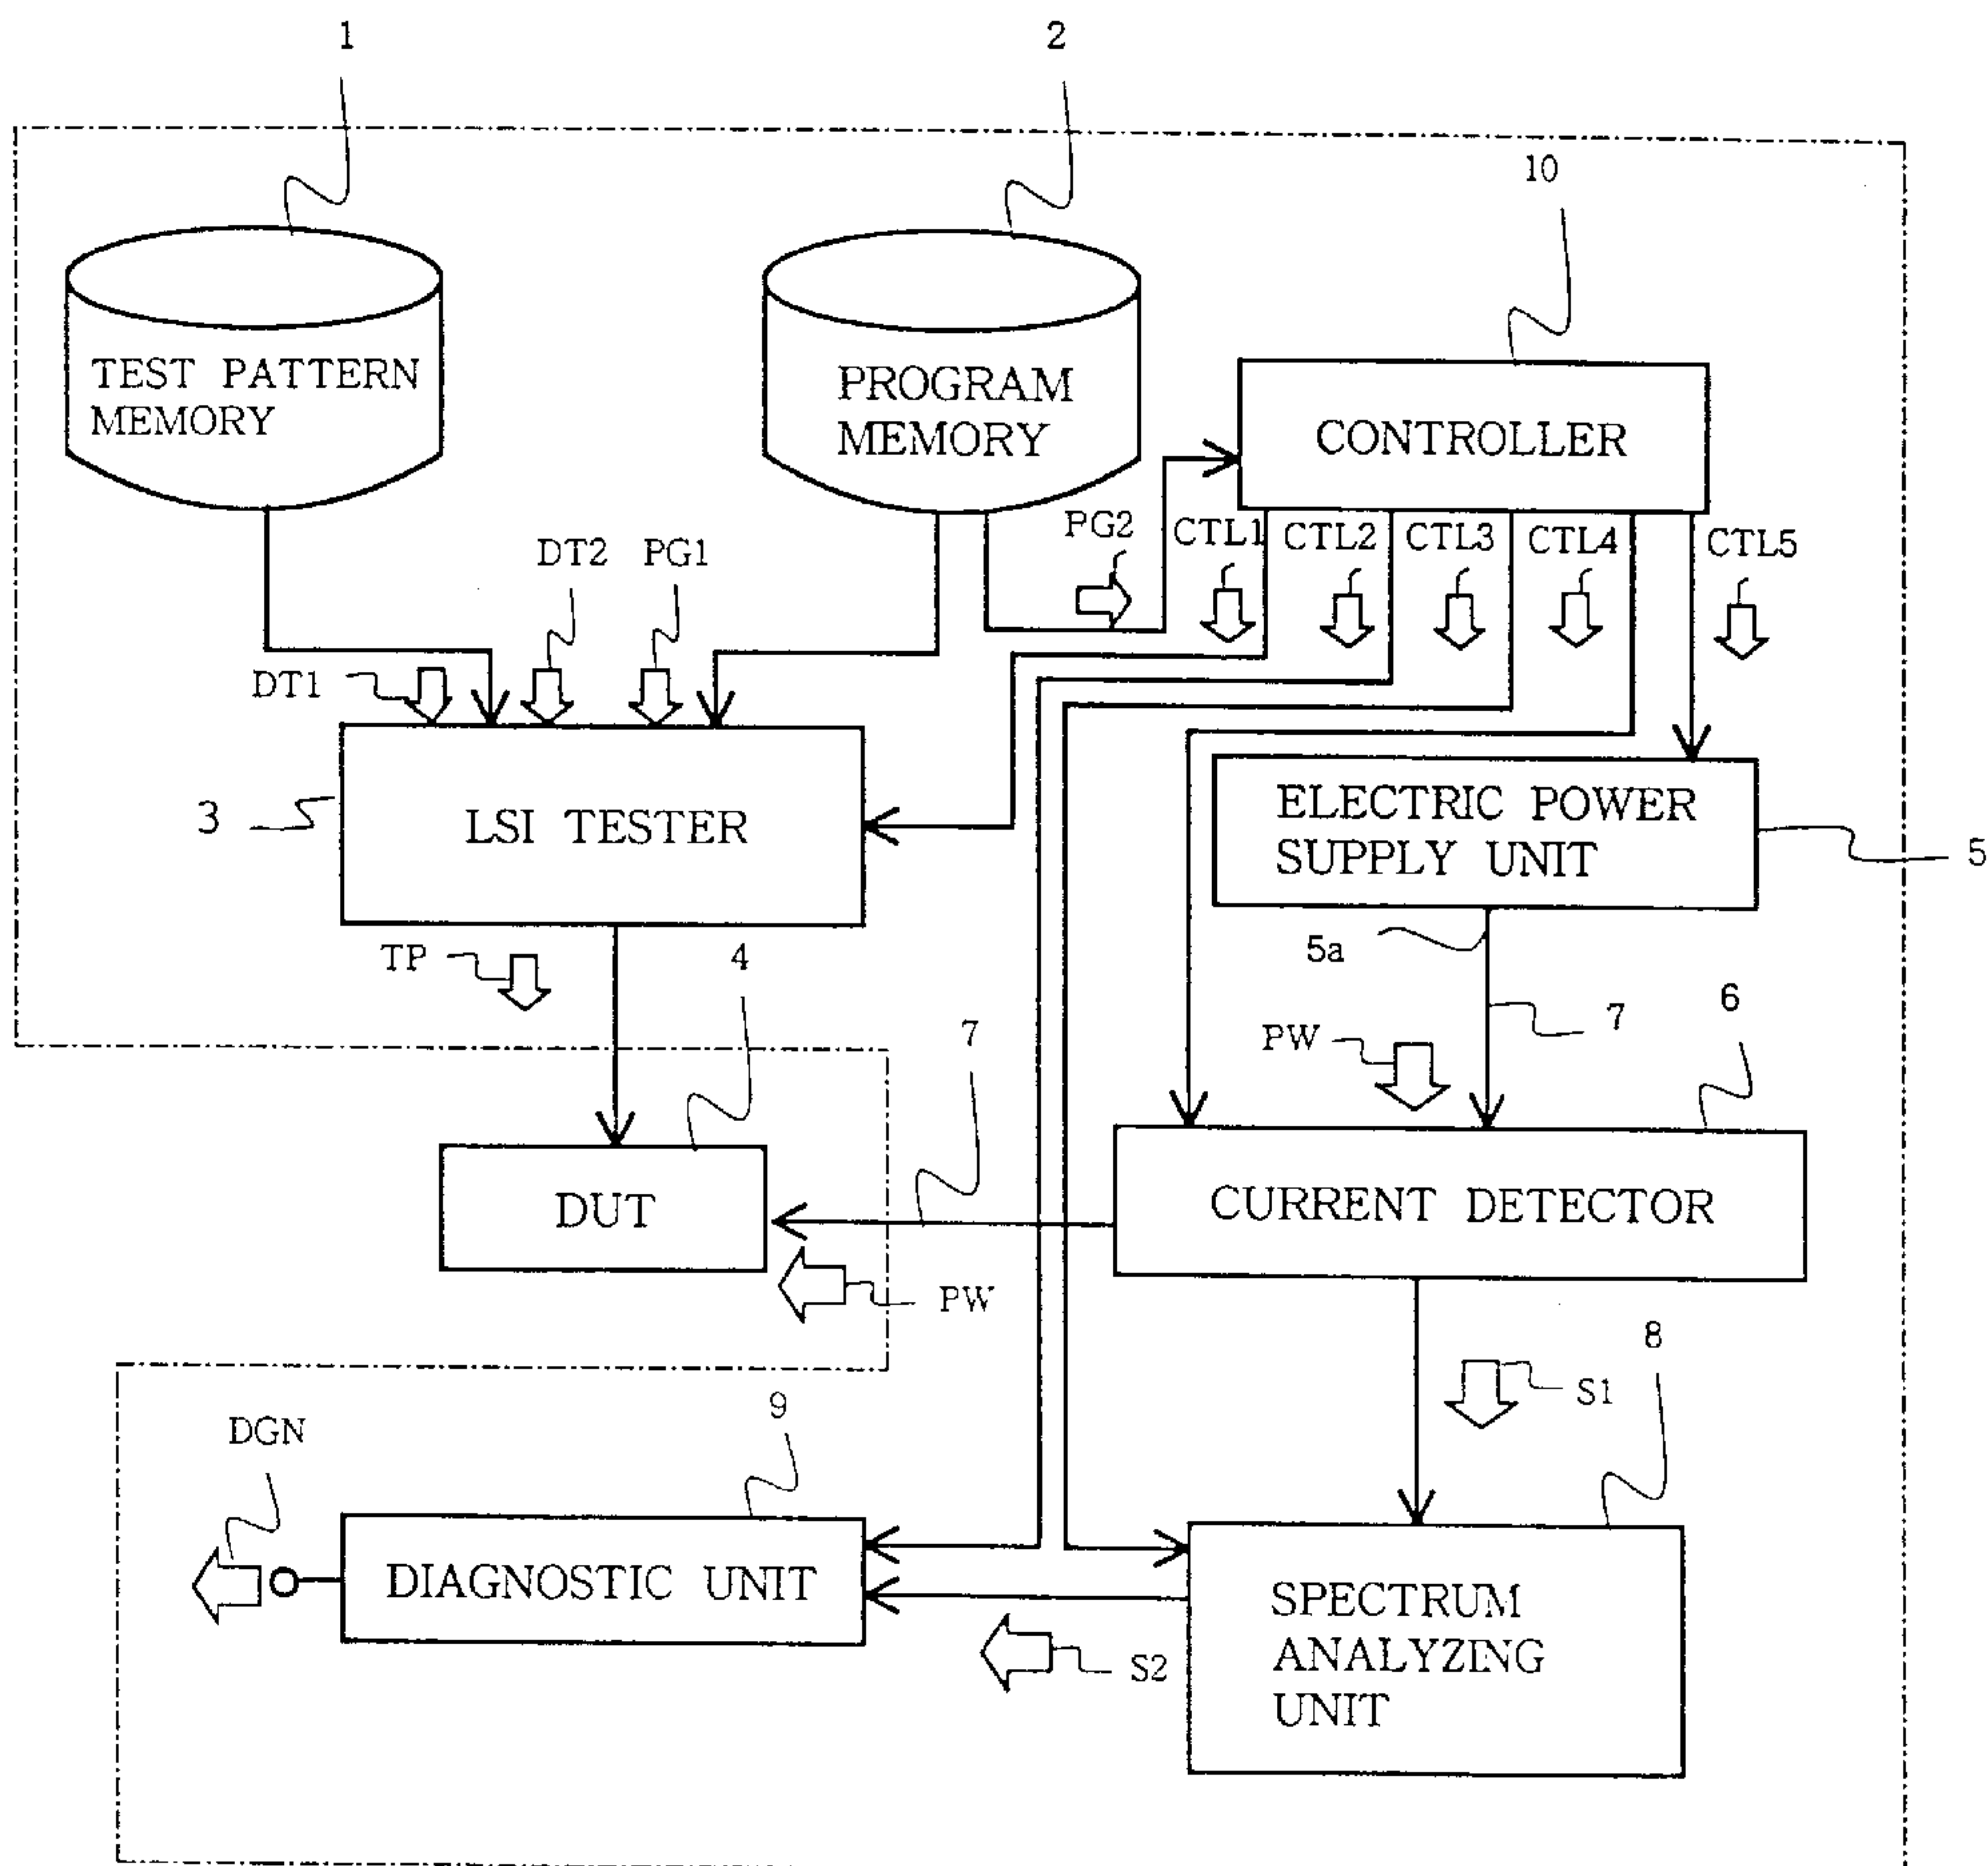 1
2
10
TEST PATTERN
MEMORY
PROGRAM
MEMORY
CONTROLLER
PG2
CTL1
CTL2
CTL3
CTL4
CTL5
DT2
PG1
DT1
3
LSI TESTER
ELECTRIC POWER
SUPPLY UNIT
5
TP
4
5a
7
6
7
PW
DUT
CURRENT DETECTOR
PW
8
S1
9
DGN
DIAGNOSTIC UNIT
SPECTRUM
ANALYZING
UNIT
S2